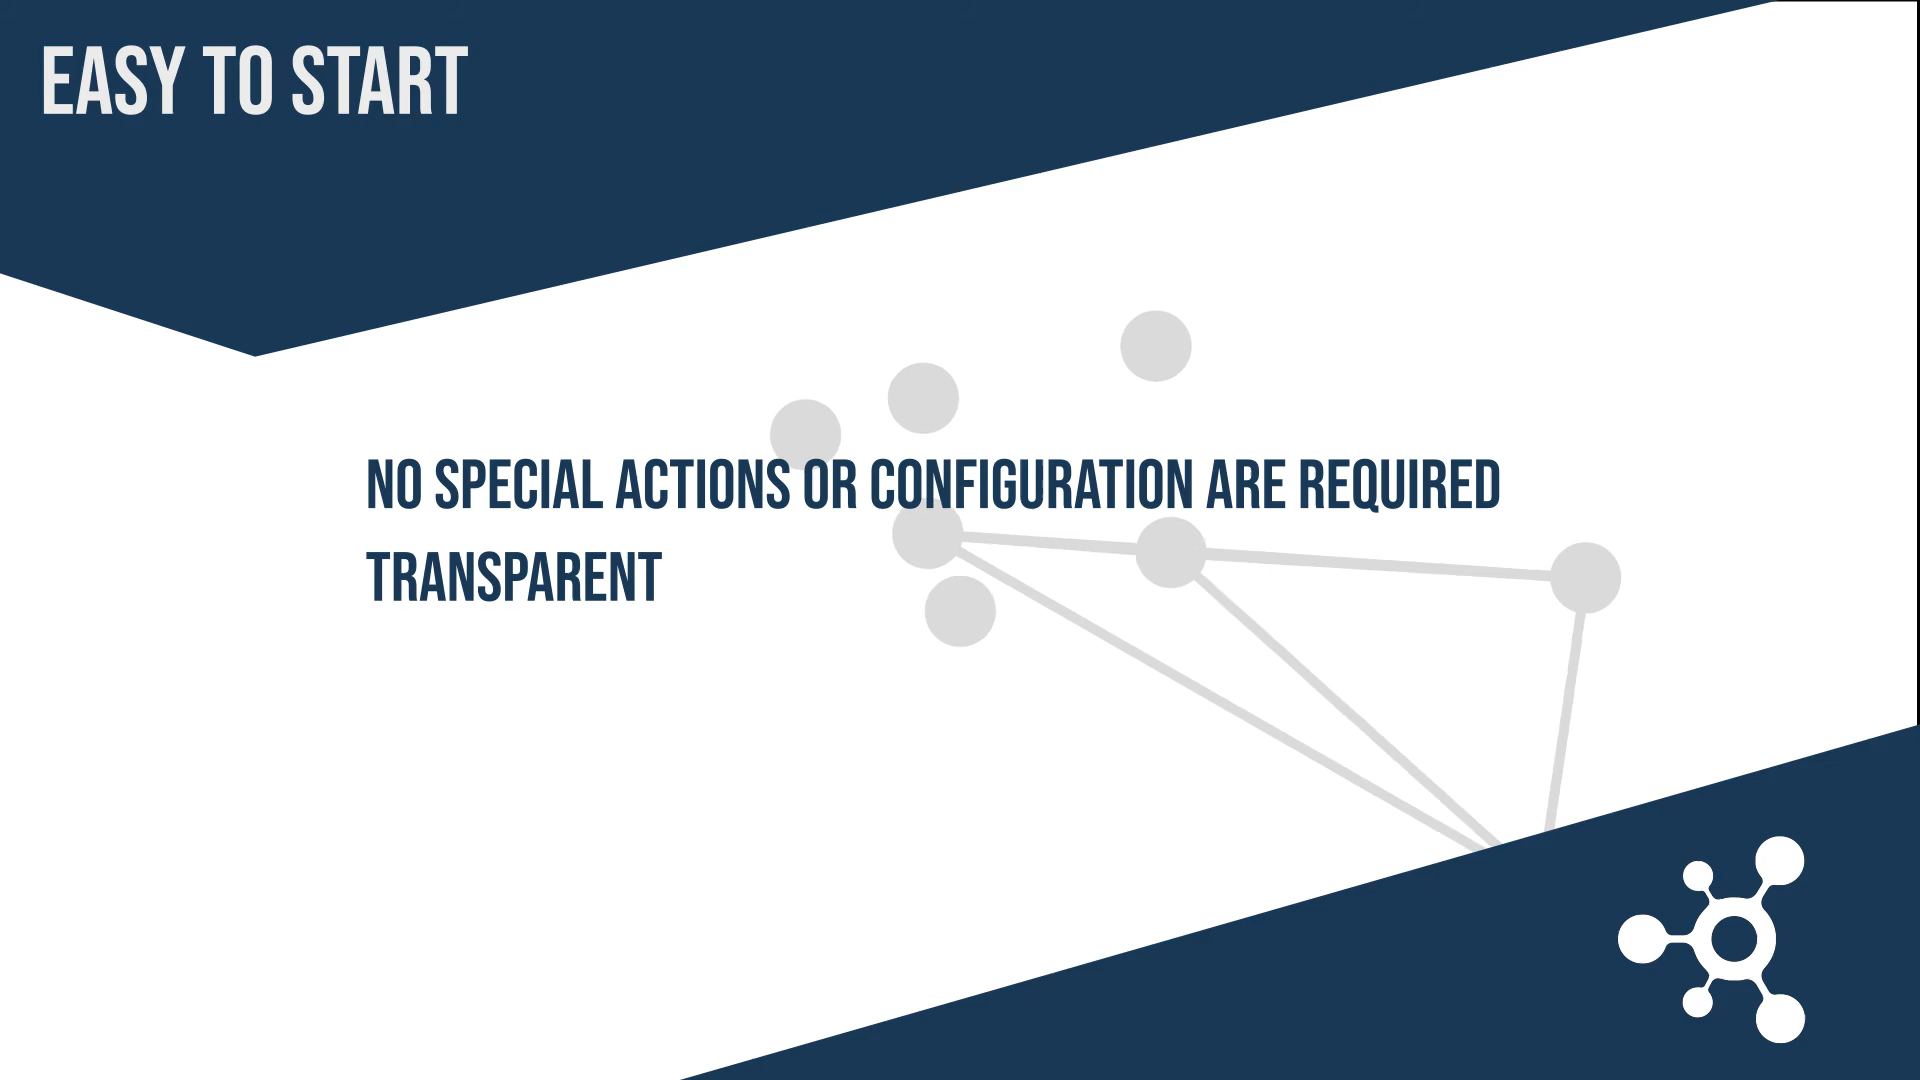 EASY TO START
NO SPECIAL ACTIONS OR CONFIGURATION ARE REQUIRED
TRANSPARENT